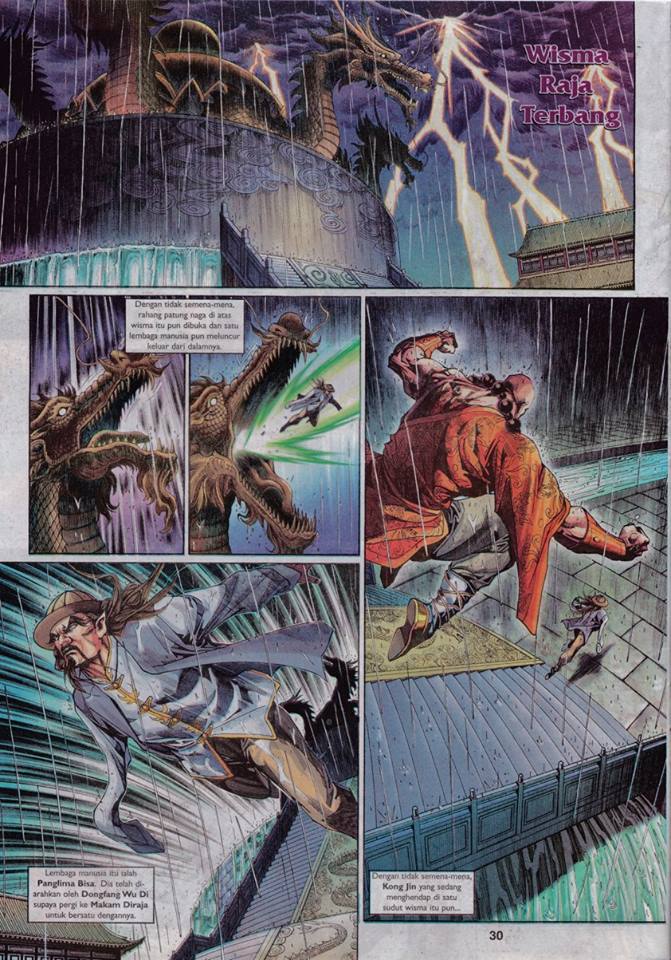 Wisma
Raja
Terbang
Dengan tidak semena-mena,
rahang patung naga di atas
wisma itu pun dibuka dan satu
lembaga manusia pun meluncur
keluar dari dalamnya.
Lembaga manusia itu ialah
Panglima Bisa. Dia telah di-
arahkan oleh Dongfang Wu Di
supaya pergi ke Makam Diraja
untuk bersatu dengannya.
Dengan tidak semena-mena,
Kong Jin yang sedang
menghendap di satu
sudut wisma itu pun...
30